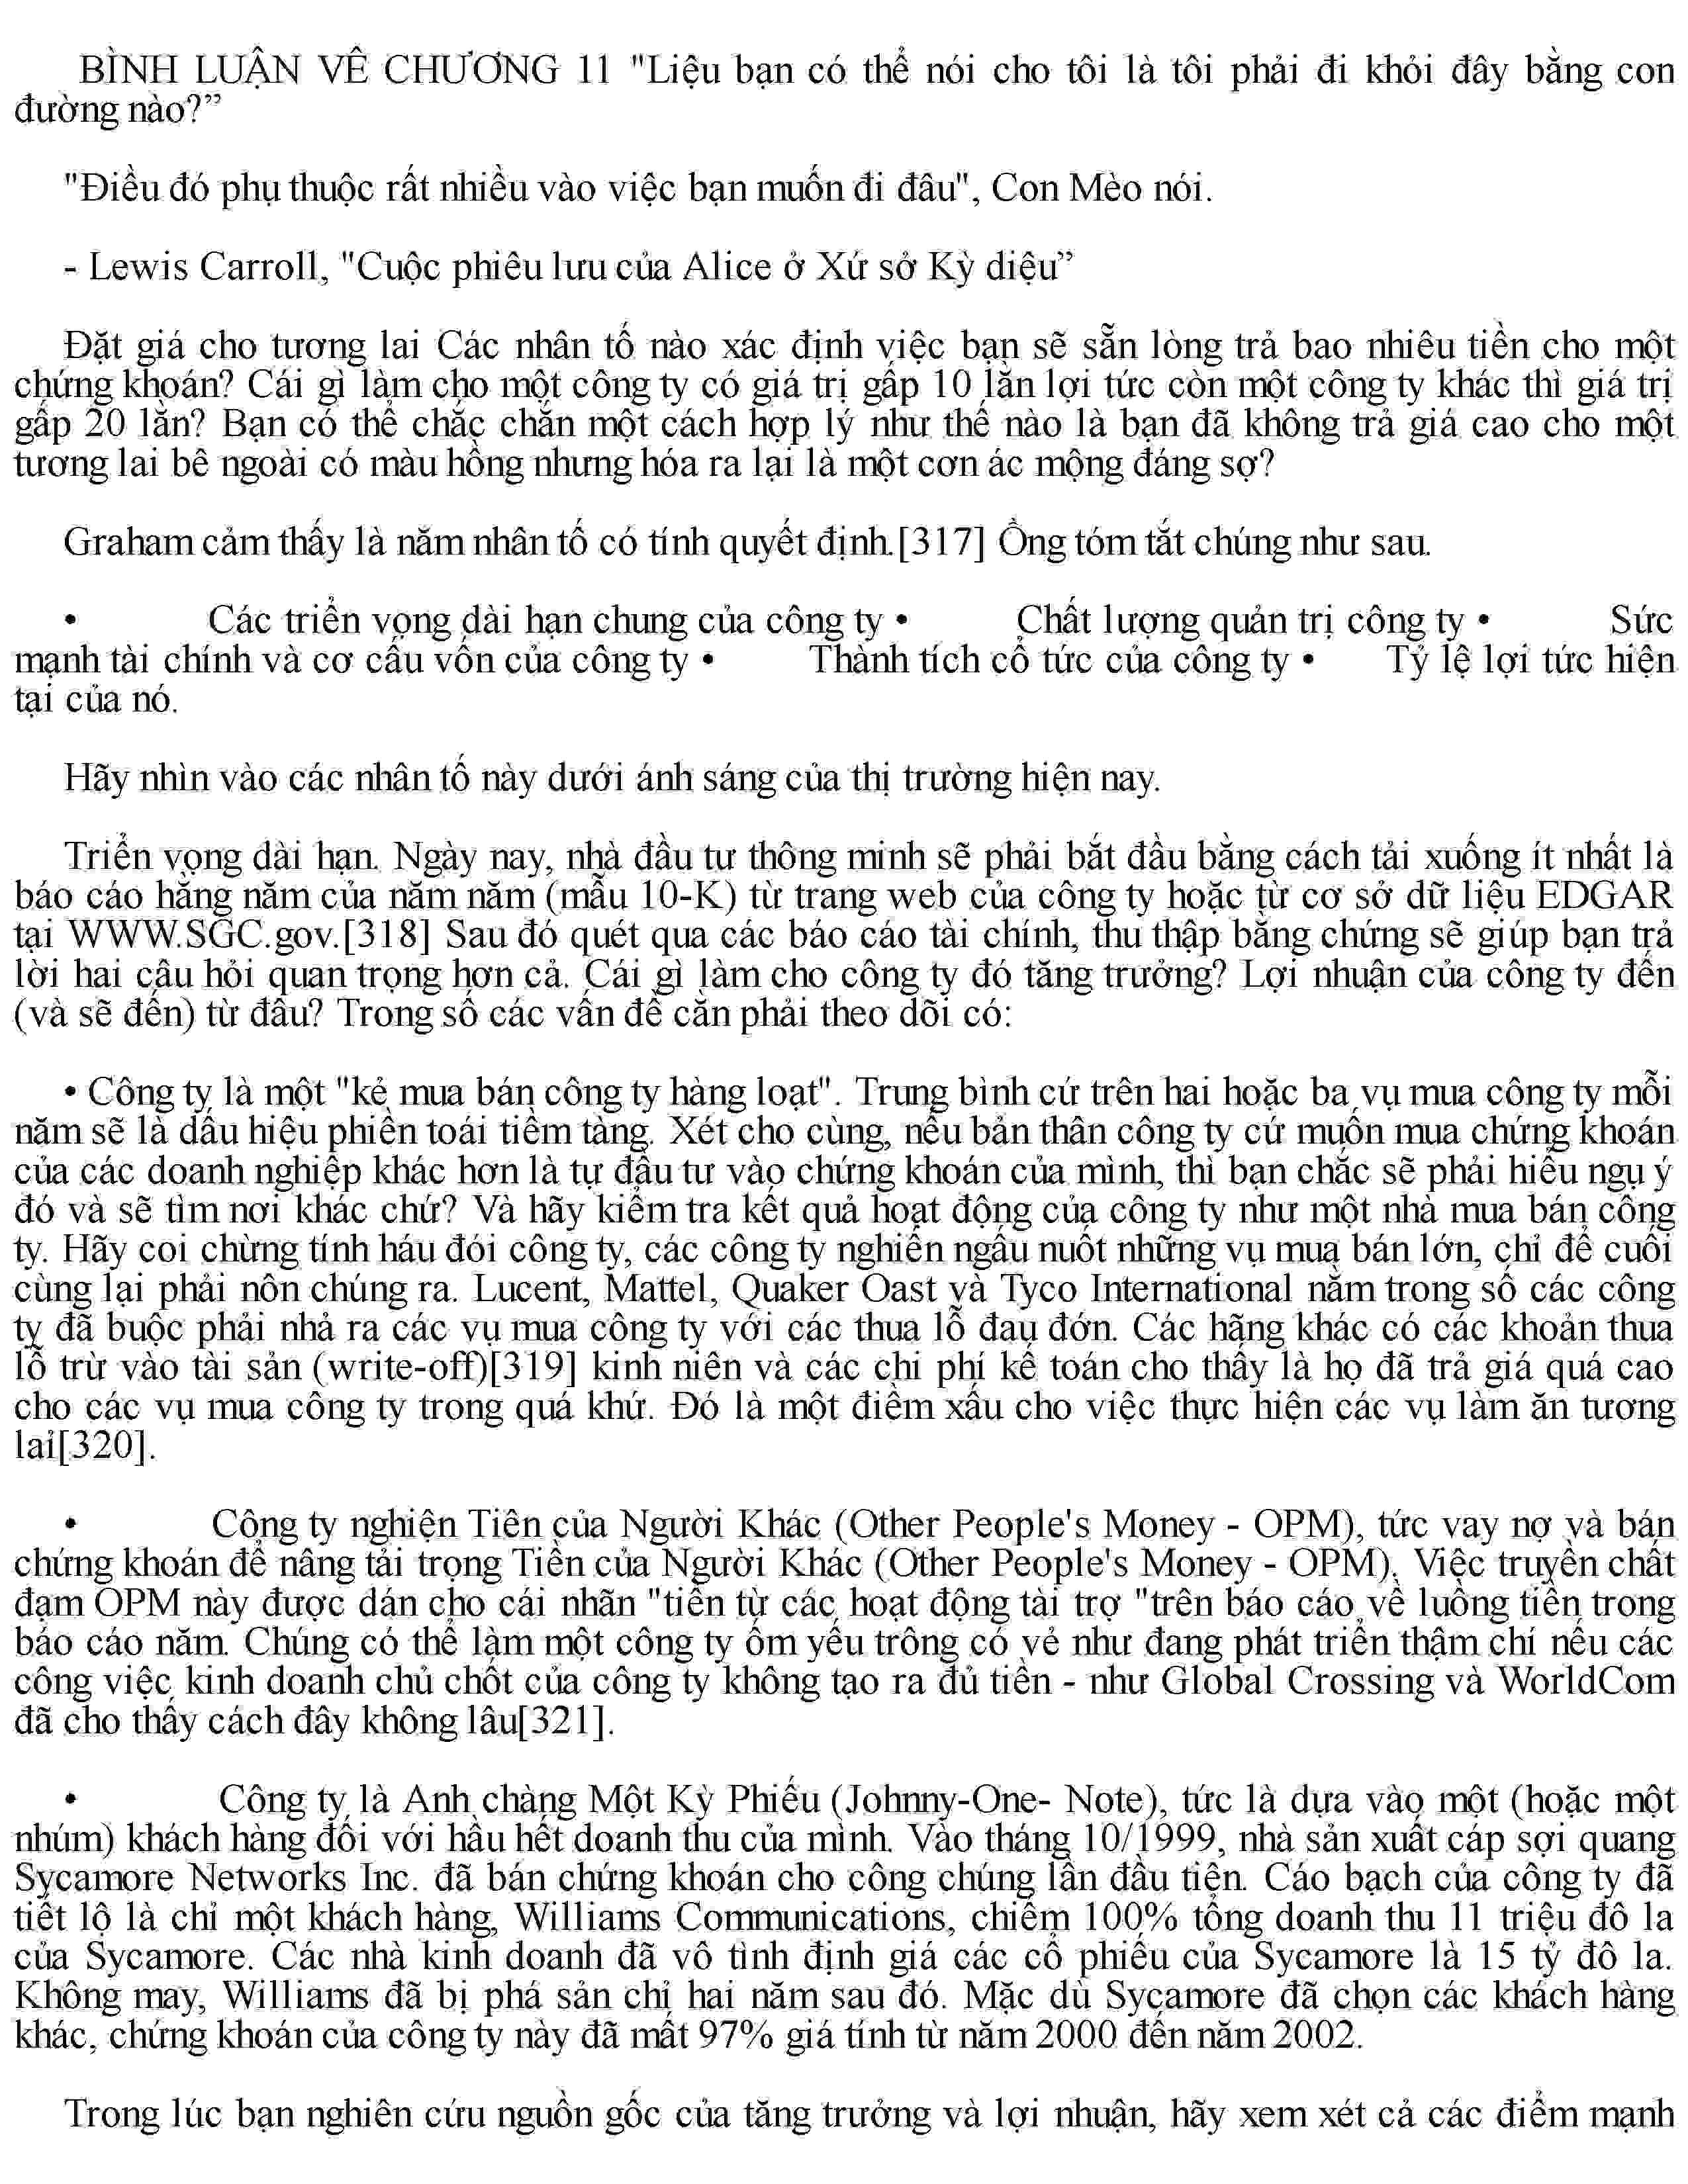 BÌNH LUẬN VỀ CHƯƠNG 11 "Liệu bạn có thể nói cho tôi là tôi phải đi khỏi đây bằng con
đường nào?”
"Điều đó phụ thuộc rất nhiều vào việc bạn muốn đi đâu", Con Mèo nói.
- Lewis Carroll, "Cuộc phiêu lưu của Alice ở Xứ sở Kỳ diệu”
Đặt giá cho tương lai Các nhân tố nào xác định việc bạn sẽ sẵn lòng trả bao nhiêu tiền cho một
chứng khoán? Cái gì làm cho một công ty có giá trị gấp 10 lần lợi tức còn một công ty khác thì giá trị
gấp 20 lần? Bạn có thể chắc chắn một cách hợp lý như thế nào là bạn đã không trả giá cao cho một
tương lai bề ngoài có màu hồng nhưng hóa ra lại là một cơn ác mộng đáng sợ?
Graham cảm thấy là năm nhân tố có tính quyết định.[317] Ông tóm tắt chúng như sau.
• Các triển vọng dài hạn chung của công ty • Chất lượng quản trị công ty • Sức
mạnh tài chính và cơ cấu vốn của công ty • Thành tích cổ tức của công ty • Tỷ lệ lợi tức hiện
tại của nó.
Hãy nhìn vào các nhân tố này dưới ánh sáng của thị trường hiện nay.
Triển vọng dài hạn. Ngày nay, nhà đầu tư thông minh sẽ phải bắt đầu bằng cách tải xuống ít nhất là
báo cáo hằng năm của năm năm (mẫu 10-K) từ trang web của công ty hoặc từ cơ sở dữ liệu EDGAR
tại WWW.SGC.gov.[318] Sau đó quét qua các báo cáo tài chính, thu thập bằng chứng sẽ giúp bạn trả
lời hai câu hỏi quan trọng hơn cả. Cái gì làm cho công ty đó tăng trưởng? Lợi nhuận của công ty đến
(và sẽ đến) từ đâu? Trong số các vấn đề cần phải theo dõi có:
• Công ty là một "kẻ mua bán công ty hàng loạt". Trung bình cứ trên hai hoặc ba vụ mua công ty mỗi
năm sẽ là dấu hiệu phiền toái tiềm tàng. Xét cho cùng, nếu bản thân công ty cứ muốn mua chứng khoán
của các doanh nghiệp khác hơn là tự đầu tư vào chứng khoán của mình, thì bạn chắc sẽ phải hiểu ngụ ý
đó và sẽ tìm nơi khác chứ? Và hãy kiểm tra kết quả hoạt động của công ty như một nhà mua bán công
ty. Hãy coi chừng tính háu đói công ty, các công ty nghiến ngấu nuốt những vụ mua bán lớn, chỉ để cuối
cùng lại phải nôn chúng ra. Lucent, Mattel, Quaker Oast và Tyco International nằm trong số các công
ty đã buộc phải nhả ra các vụ mua công ty với các thua lỗ đau đớn. Các hãng khác có các khoản thua
lỗ trừ vào tài sản (write-off)[319] kinh niên và các chi phí kế toán cho thấy là họ đã trả giá quá cao
cho các vụ mua công ty trong quá khứ. Đó là một điềm xấu cho việc thực hiện các vụ làm ăn tương
lai[320].
• Công ty nghiện Tiền của Người Khác (Other People's Money - OPM), tức vay nợ và bán
chứng khoán để nâng tải trọng Tiền của Người Khác (Other People's Money - OPM). Việc truyền chất
đạm OPM này được dán cho cái nhãn "tiền từ các hoạt động tài trợ "trên báo cáo về luồng tiền trong
báo cáo năm. Chúng có thể làm một công ty ốm yếu trông có vẻ như đang phát triển thậm chí nếu các
công việc kinh doanh chủ chốt của công ty không tạo ra đủ tiền - như Global Crossing và WorldCom
đã cho thấy cách đây không lâu[321].
• Công ty là Anh chàng Một Kỳ Phiếu (Johnny-One- Note), tức là dựa vào một (hoặc một
nhúm) khách hàng đối với hầu hết doanh thu của mình. Vào tháng 10/1999, nhà sản xuất cáp sợi quang
Sycamore Networks Inc. đã bán chứng khoán cho công chúng lần đầu tiên. Cáo bạch của công ty đã
tiết lộ là chỉ một khách hàng, Williams Communications, chiếm 100% tổng doanh thu 11 triệu đô la
của Sycamore. Các nhà kinh doanh đã vô tình định giá các cổ phiếu của Sycamore là 15 tỷ đô la.
Không may, Williams đã bị phá sản chỉ hai năm sau đó. Mặc dù Sycamore đã chọn các khách hàng
khác, chứng khoán của công ty này đã mất 97% giá tính từ năm 2000 đến năm 2002.
Trong lúc bạn nghiên cứu nguồn gốc của tăng trưởng và lợi nhuận, hãy xem xét cả các điểm mạnh